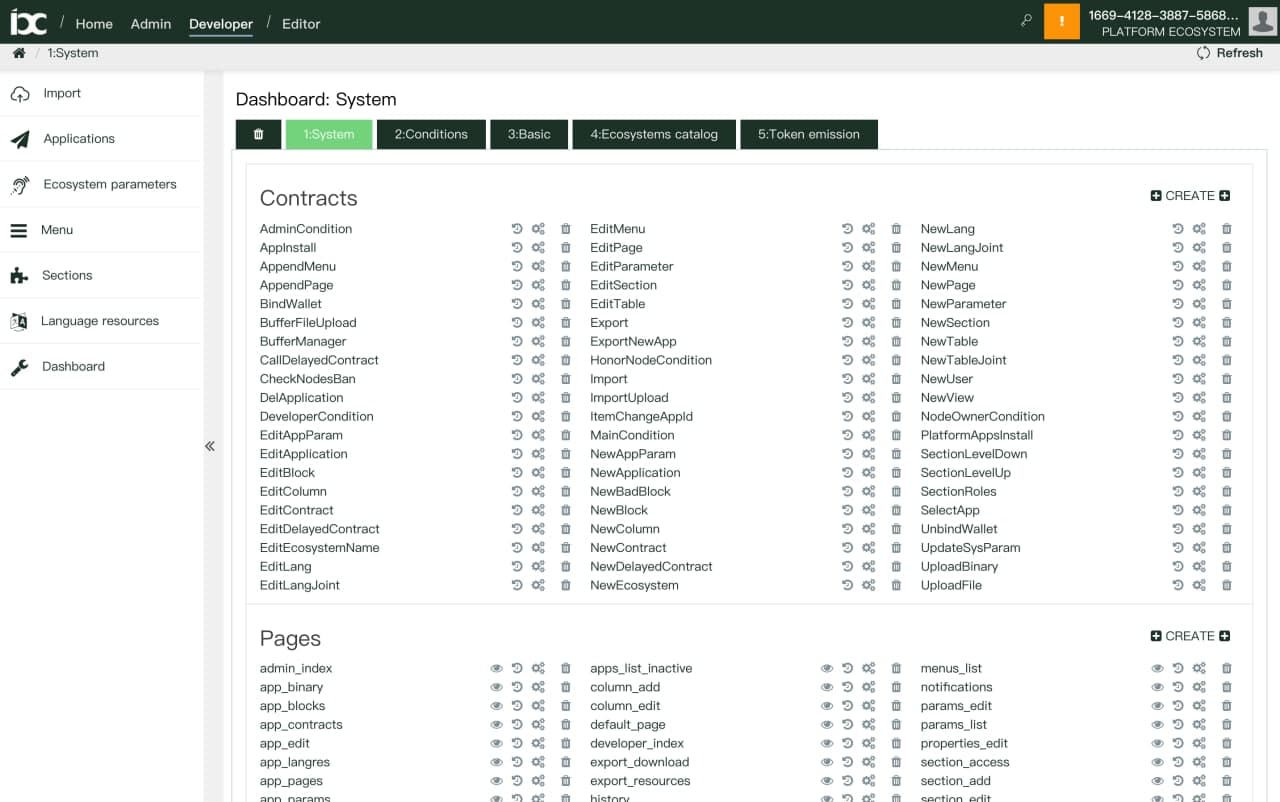 ixc / Home Admin Developer / Editor
! 1669-4128-3887-5868...
PLATFORM ECOSYSTEM
/ 1:System
Refresh
Import
Applications
Ecosystem parameters
Menu
Sections
Language resources
Dashboard
Dashboard: System
1:System 2:Conditions 3:Basic 4:Ecosystems catalog 5:Token emission
Contracts CREATE
AdminCondition EditMenu NewLang
AppInstall EditPage NewLangJoint
AppendMenu EditParameter NewMenu
AppendPage EditSection NewPage
BindWallet EditTable NewParameter
BufferFileUpload Export NewSection
BufferManager ExportNewApp NewTable
CallDelayedContract HonorNodeCondition NewTableJoint
CheckNodesBan Import NewUser
DelApplication ImportUpload NewView
DeveloperCondition ItemChangeAppId NodeOwnerCondition
EditAppParam MainCondition PlatformAppsInstall
EditApplication NewAppParam SectionLevelDown
EditBlock NewApplication SectionLevelUp
EditColumn NewBadBlock SectionRoles
EditContract NewBlock SelectApp
EditDelayedContract NewColumn UnbindWallet
EditEcosystemName NewContract UpdateSysParam
EditLang NewDelayedContract UploadBinary
EditLangJoint NewEcosystem UploadFile
Pages CREATE
admin_index apps_list_inactive menus_list
app_binary column_add notifications
app_blocks column_edit params_edit
app_contracts default_page params_list
app_edit developer_index properties_edit
app_langres export_download section_access
app_pages export_resources section_add
app_params history section_edit